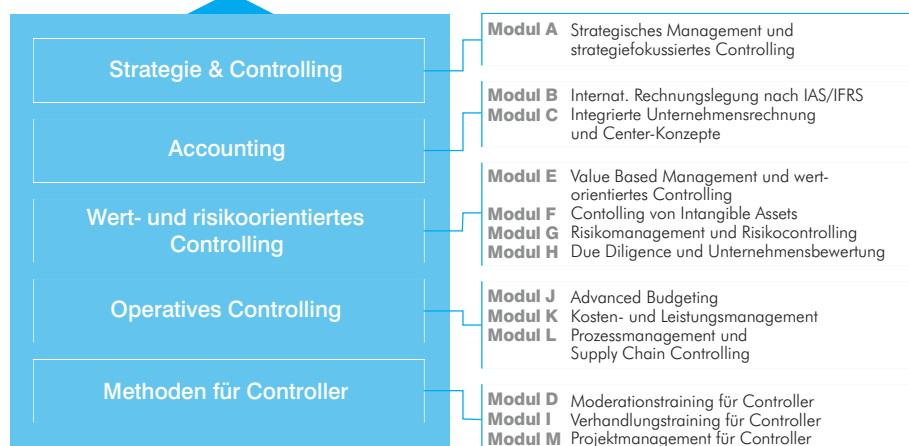 Strategie & Controlling
Modul A Strategisches Management und
strategiefokussiertes Controlling
Accounting
Modul B Internat. Rechnungslegung nach IAS/IFRS
Modul C Integrierte Unternehmensrechnung
und Center-Konzepte
Wert- und risikoorientiertes
Controlling
Modul E Value Based Management und wert-
orientiertes Controlling
Modul F Contolling von Intangible Assets
Modul G Risikomanagement und Risikocontrolling
Modul H Due Diligence und Unternehmensbewertung
Operatives Controlling
Modul J Advanced Budgeting
Modul K Kosten- und Leistungsmanagement
Modul L Prozessmanagement und
Supply Chain Controlling
Methoden für Controller
Modul D Moderationstraining für Controller
Modul I Verhandlungstraining für Controller
Modul M Projektmanagement für Controller